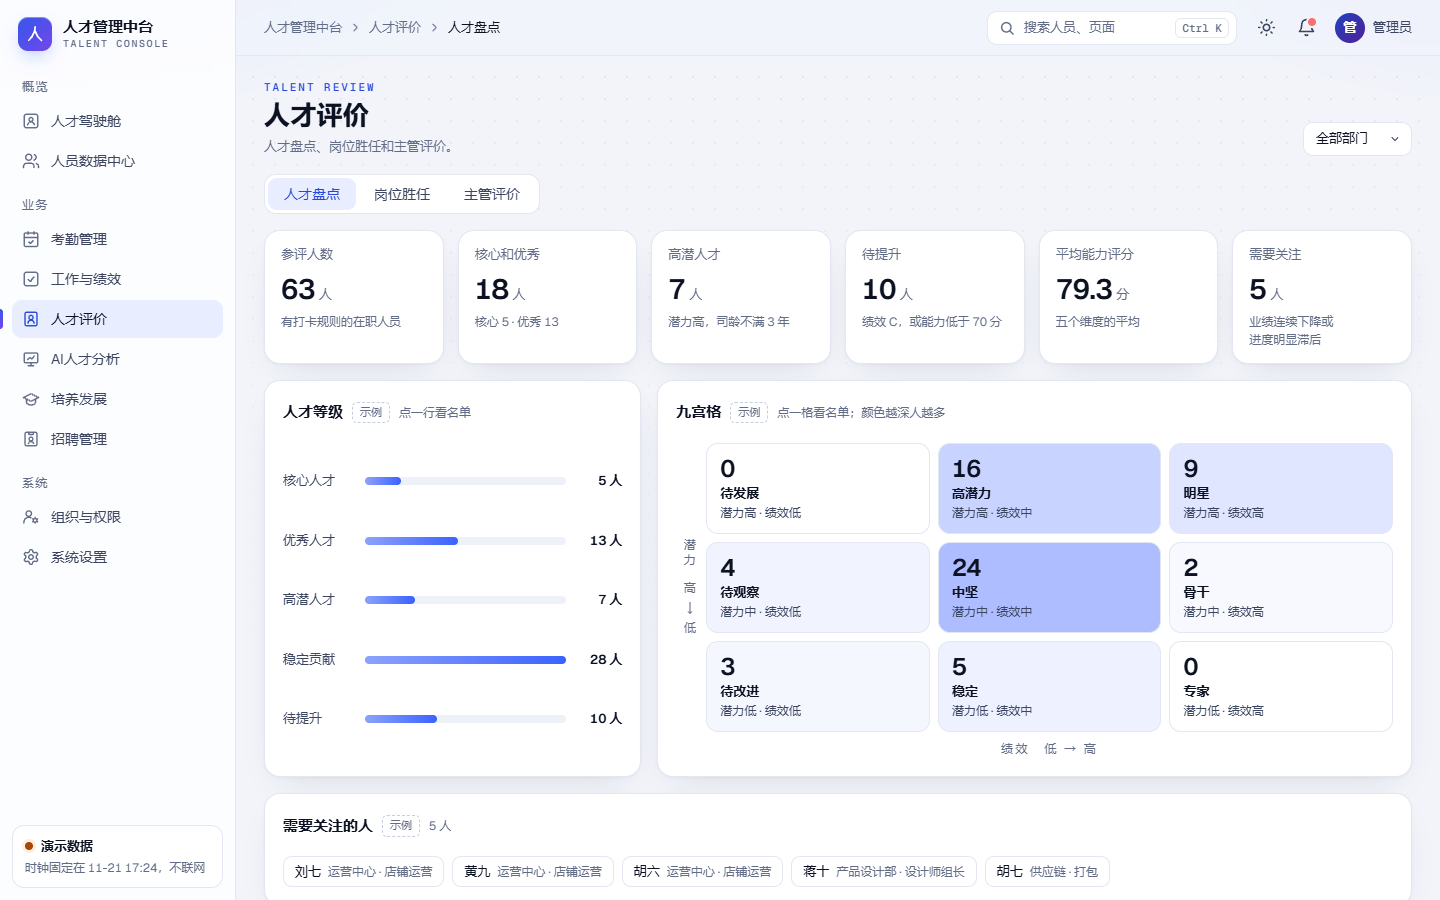 人
人才管理中台
TALENT CONSOLE
概览
人才驾驶舱
人员数据中心
业务
考勤管理
工作与绩效
人才评价
AI人才分析
培养发展
招聘管理
系统
组织与权限
系统设置
演示数据
时钟固定在 11-21 17:24，不联网
人才管理中台 > 人才评价 > 人才盘点
搜索人员、页面 Ctrl K
管 管理员
TALENT REVIEW
人才评价
人才盘点、岗位胜任和主管评价。
全部部门
人才盘点 岗位胜任 主管评价
参评人数
63 人
有打卡规则的在职人员
核心和优秀
18 人
核心 5 · 优秀 13
高潜人才
7 人
潜力高，司龄不满 3 年
待提升
10 人
绩效 C，或能力低于 70 分
平均能力评分
79.3 分
五个维度的平均
需要关注
5 人
业绩连续下降或
进度明显滞后
人才等级 示例 点一行看名单
核心人才 5 人
优秀人才 13 人
高潜人才 7 人
稳定贡献 28 人
待提升 10 人
九宫格 示例 点一格看名单；颜色越深人越多
潜力 高 ↓ 低
0
待发展
潜力高 · 绩效低
16
高潜力
潜力高 · 绩效中
9
明星
潜力高 · 绩效高
4
待观察
潜力中 · 绩效低
24
中坚
潜力中 · 绩效中
2
骨干
潜力中 · 绩效高
3
待改进
潜力低 · 绩效低
5
稳定
潜力低 · 绩效中
0
专家
潜力低 · 绩效高
绩效 低 → 高
需要关注的人 示例 5 人
刘七 运营中心 · 店铺运营
黄九 运营中心 · 店铺运营
胡六 运营中心 · 店铺运营
蒋十 产品设计部 · 设计师组长
胡七 供应链 · 打包